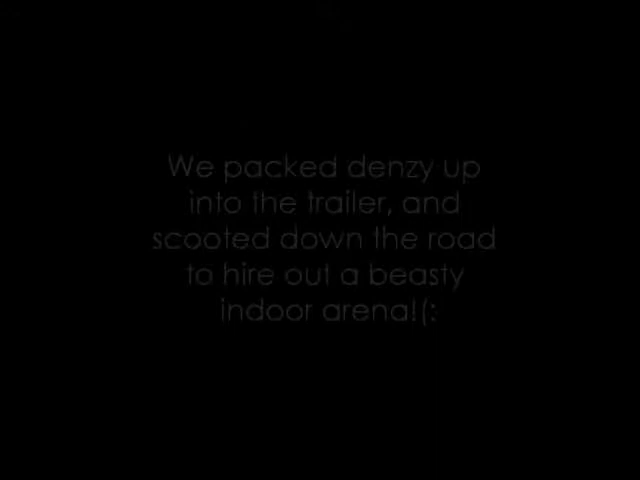 We packed denzy up
into the trailer, and
scooted down the road
to hire out a beasty
indoor arena!(: